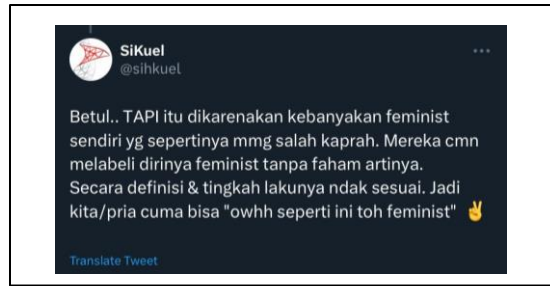 SiKuel
@sihkuel
Betul.. TAPI itu dikarenakan kebanyakan feminist
sendiri yg sepertinya mmg salah kaprah. Mereka cmn
melabeli dirinya feminist tanpa faham artinya.
Secara definisi & tingkah lakunya ndak sesuai. Jadi
kita/pria cuma bisa "owhh seperti ini toh feminist" ✌️
Translate Tweet